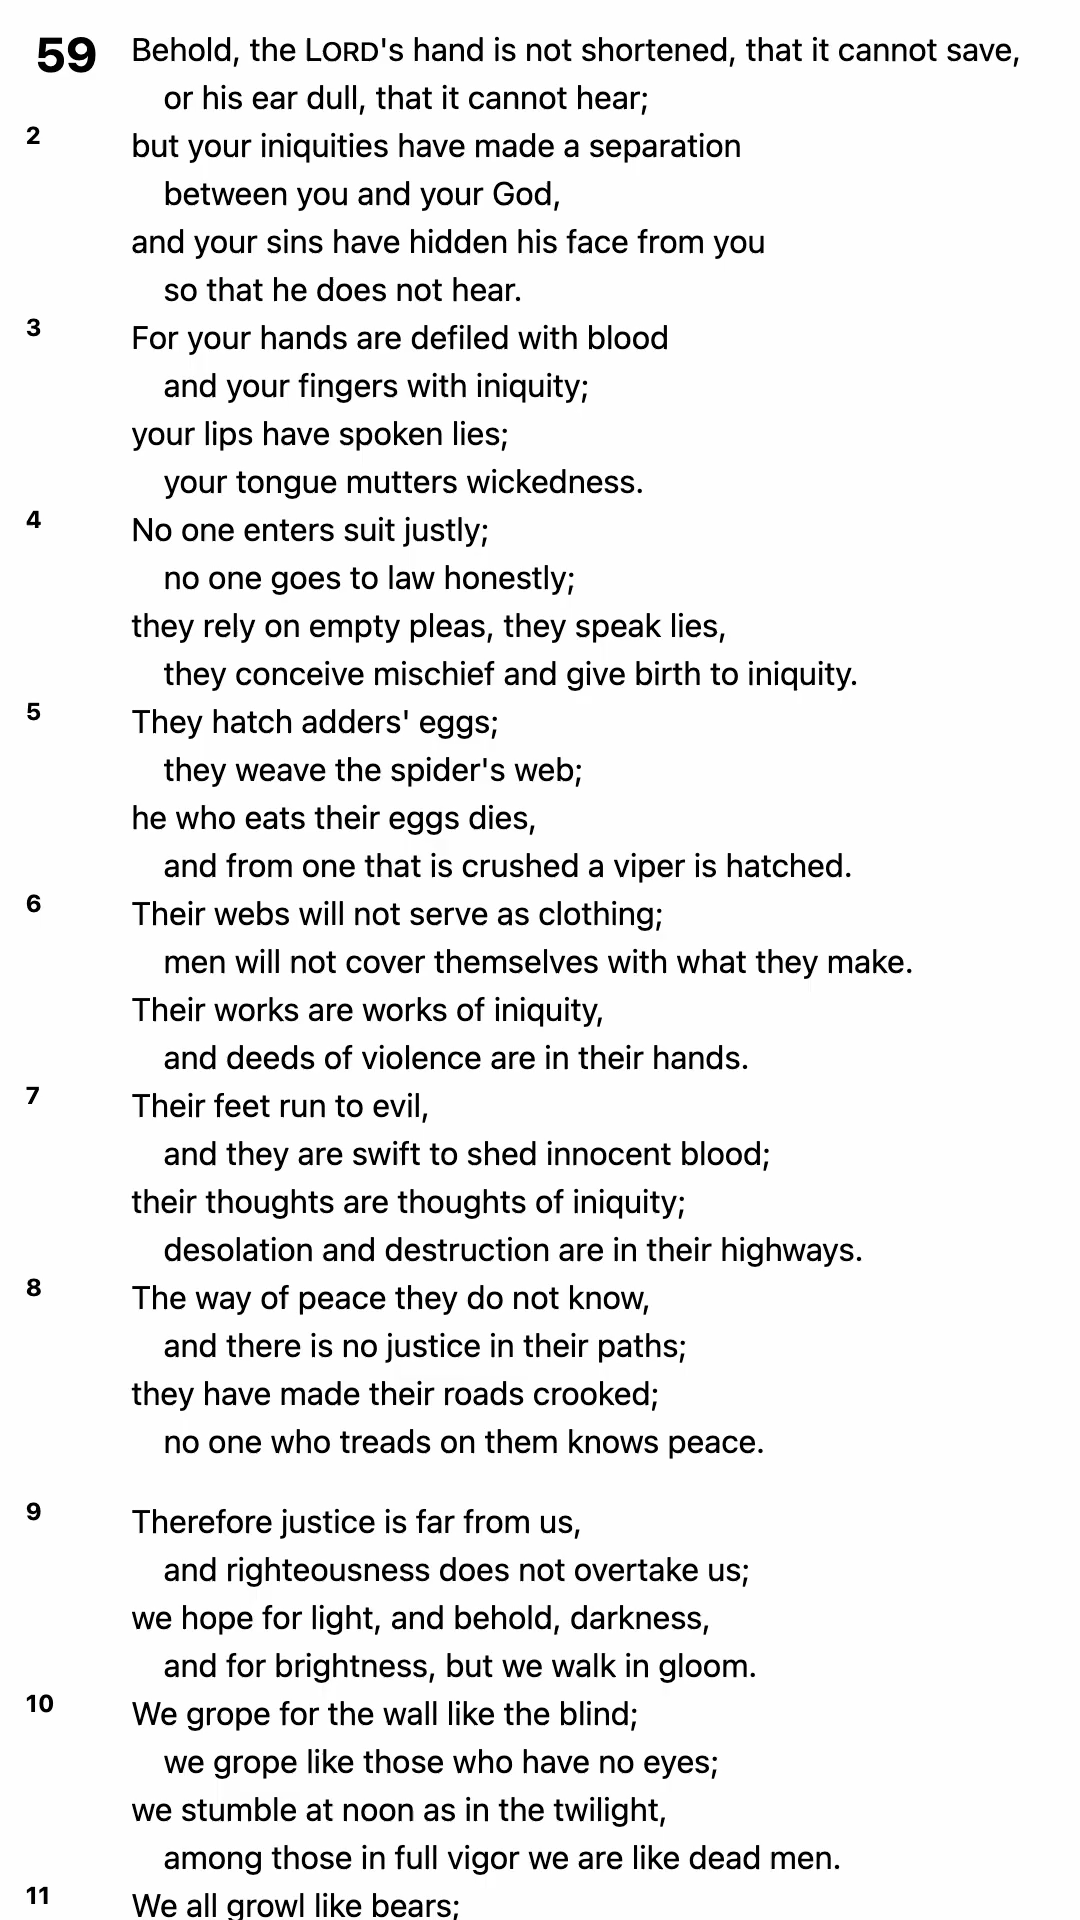 59 Behold, the LORD's hand is not shortened, that it cannot save,
or his ear dull, that it cannot hear;
2 but your iniquities have made a separation
between you and your God,
and your sins have hidden his face from you
so that he does not hear.
3 For your hands are defiled with blood
and your fingers with iniquity;
your lips have spoken lies;
your tongue mutters wickedness.
4 No one enters suit justly;
no one goes to law honestly;
they rely on empty pleas, they speak lies,
they conceive mischief and give birth to iniquity.
5 They hatch adders' eggs;
they weave the spider's web;
he who eats their eggs dies,
and from one that is crushed a viper is hatched.
6 Their webs will not serve as clothing;
men will not cover themselves with what they make.
Their works are works of iniquity,
and deeds of violence are in their hands.
7 Their feet run to evil,
and they are swift to shed innocent blood;
their thoughts are thoughts of iniquity;
desolation and destruction are in their highways.
8 The way of peace they do not know,
and there is no justice in their paths;
they have made their roads crooked;
no one who treads on them knows peace.
9 Therefore justice is far from us,
and righteousness does not overtake us;
we hope for light, and behold, darkness,
and for brightness, but we walk in gloom.
10 We grope for the wall like the blind;
we grope like those who have no eyes;
we stumble at noon as in the twilight,
among those in full vigor we are like dead men.
11 We all growl like bears;